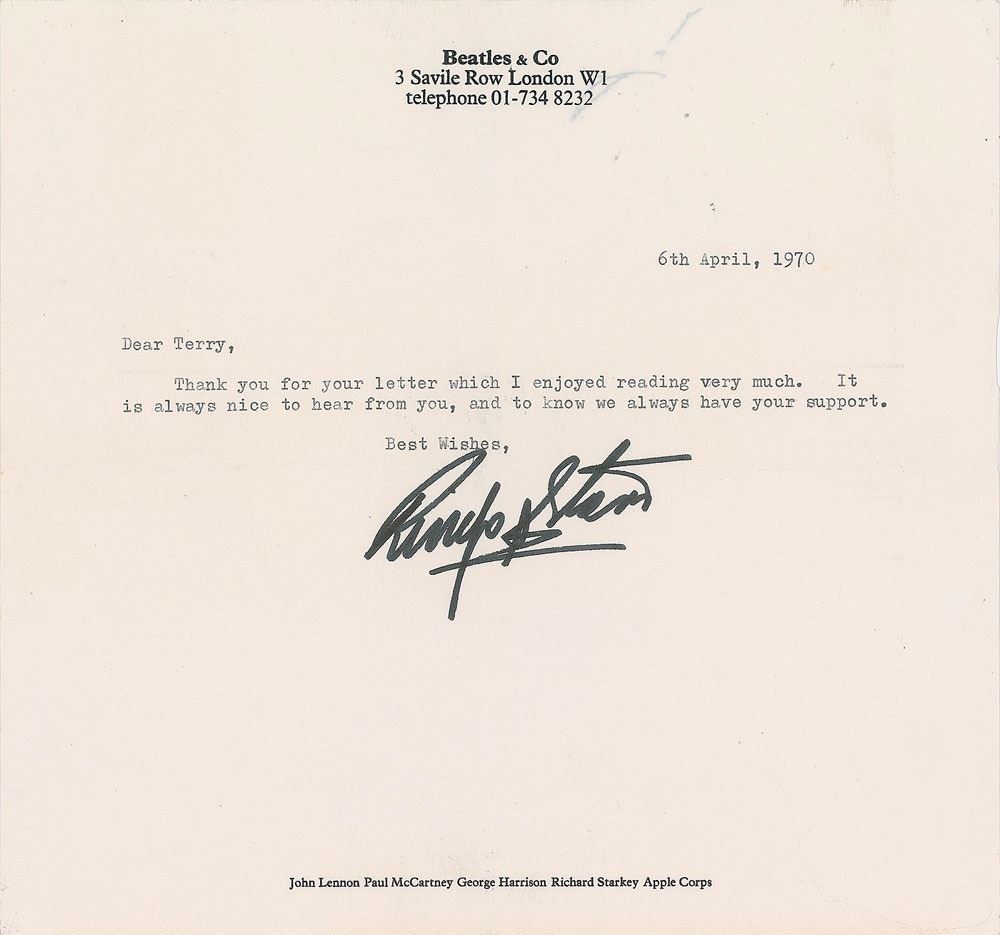 Beatles & Co
3 Savile Row London W1
telephone 01-734 8232
6th April, 1970
Dear Terry,
Thank you for your letter which I enjoyed reading very much. It
is always nice to hear from you, and to know we always have your support.
Best Wishes,
Ringo Starr
John Lennon Paul McCartney George Harrison Richard Starkey Apple Corps